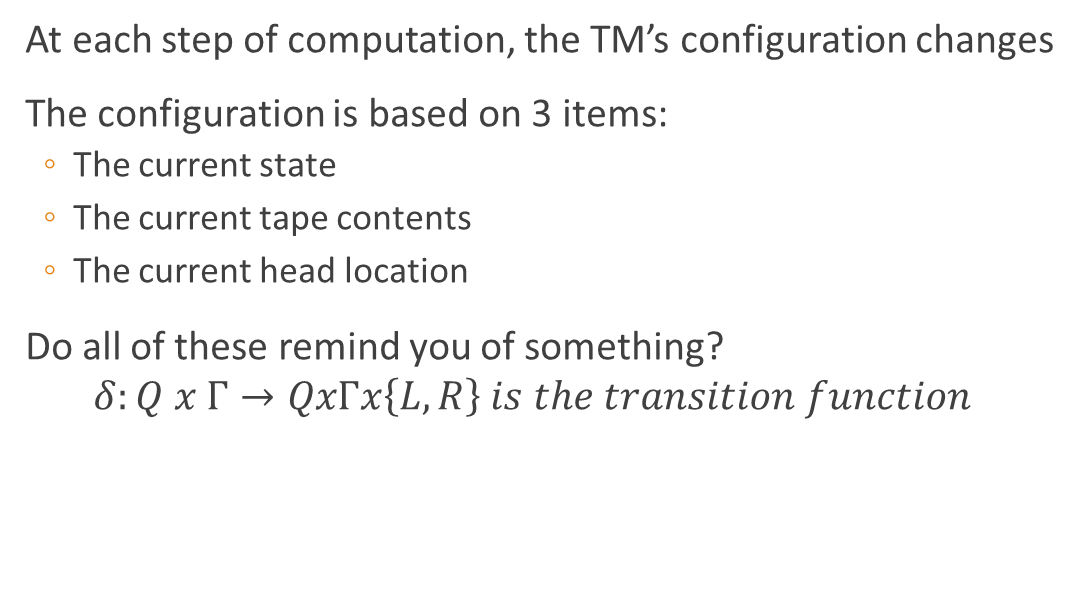 At each step of computation, the TM’s configuration changes
The configuration is based on 3 items:
◦ The current state
◦ The current tape contents
◦ The current head location
Do all of these remind you of something?
δ: Q x Γ → QxΓx{L, R} is the transition function